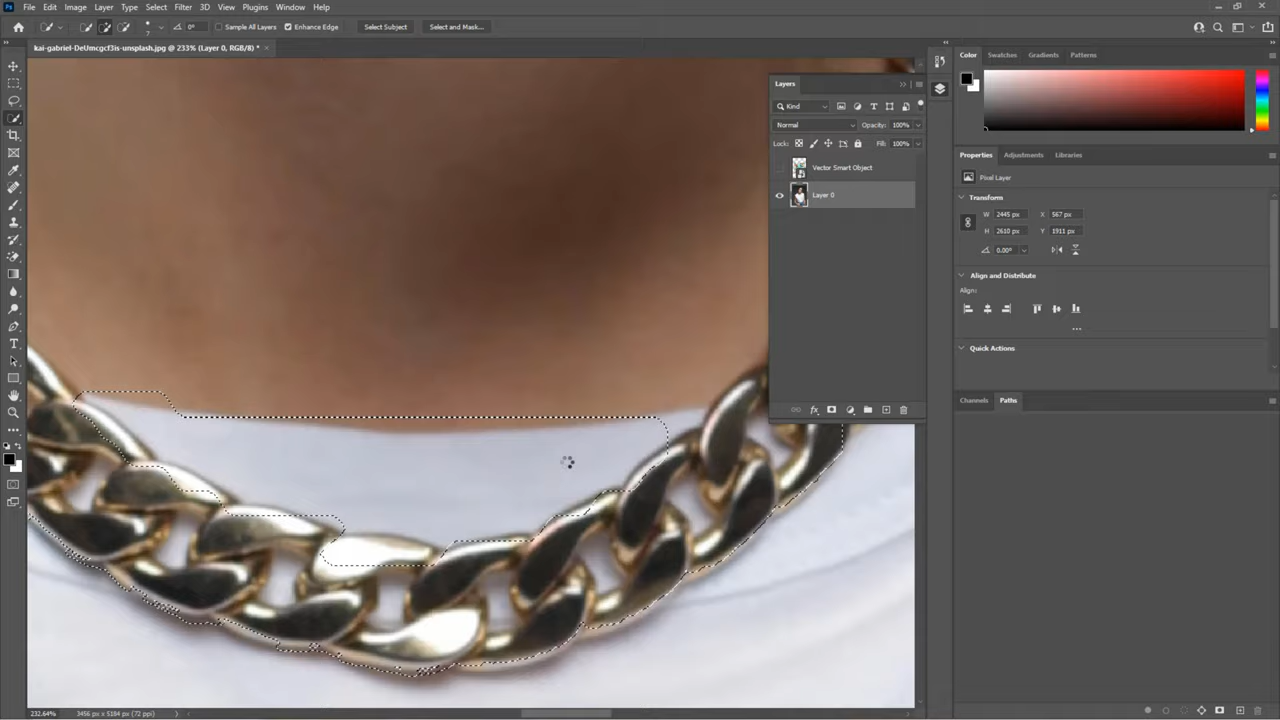 Ps File Edit Image Layer Type Select Filter 3D View Plugins Window Help
7 0° Sample All Layers Enhance Edge Select Subject Select and Mask...
kai-gabriel-DeUmcgcf3is-unsplash.jpg @ 233% (Layer 0, RGB/8) * ×
Layers
Kind
Normal Opacity: 100%
Lock: Fill: 100%
Vector Smart Object
Layer 0
Color Swatches Gradients Patterns
Properties Adjustments Libraries
Pixel Layer
Transform
W 2445 px X 567 px
H 2610 px Y 1911 px
0.00°
Align and Distribute
Align:
Quick Actions
Channels Paths
232.64% 3456 px x 5184 px (72 ppi)